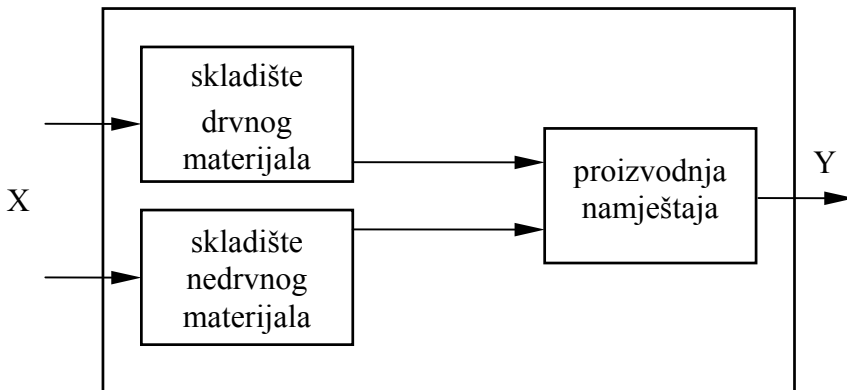 skladište
drvnog
materijala
X
skladište
nedrvnog
materijala
proizvodnja
namještaja
Y